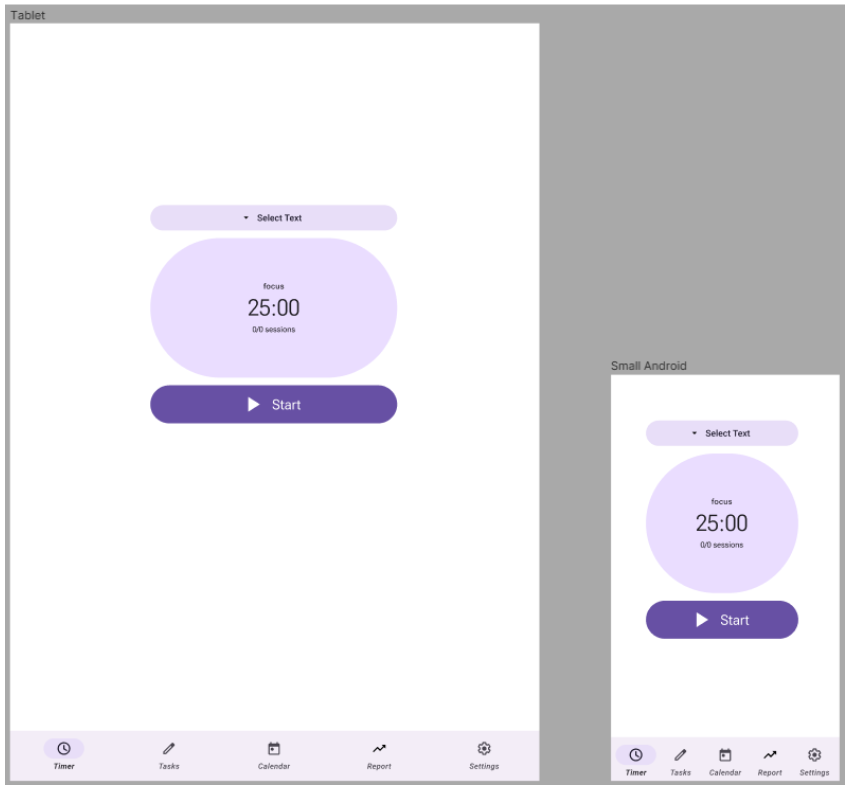 Tablet
Select Text
focus
25:00
0/0 sessions
Start
Timer Tasks Calendar Report Settings
Small Android
Select Text
focus
25:00
0/0 sessions
Start
Timer Tasks Calendar Report Settings